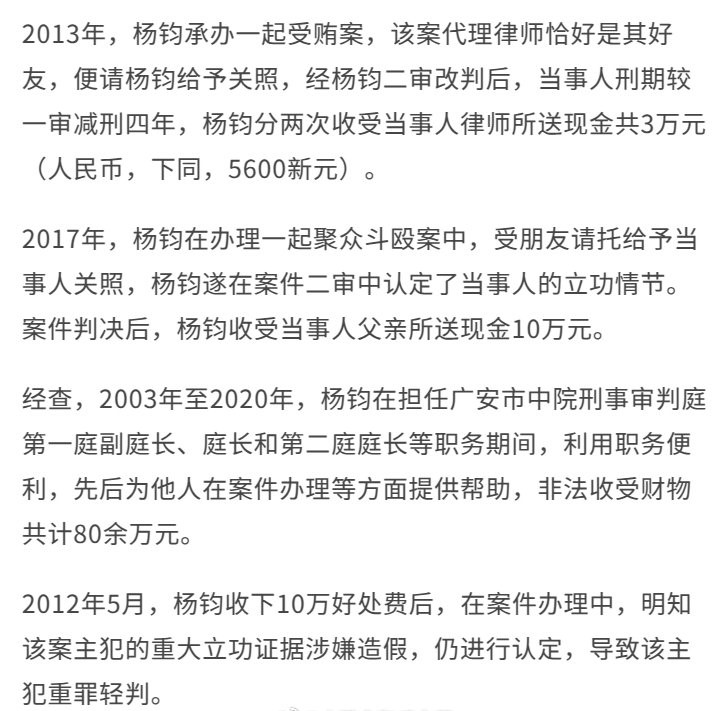 2013年，杨钧承办一起受贿案，该案代理律师恰好是其好
友，便请杨钧给予关照，经杨钧二审改判后，当事人刑期较
一审减刑四年，杨钧分两次收受当事人律师所送现金共3万元
（人民币，下同，5600新元）。
2017年，杨钧在办理一起聚众斗殴案中，受朋友请托给予当
事人关照，杨钧遂在案件二审中认定了当事人的立功情节。
案件判决后，杨钧收受当事人父亲所送现金10万元。
经查，2003年至2020年，杨钧在担任广安市中院刑事审判庭
第一庭副庭长、庭长和第二庭庭长等职务期间，利用职务便
利，先后为他人在案件办理等方面提供帮助，非法收受财物
共计80余万元。
2012年5月，杨钧收下10万好处费后，在案件办理中，明知
该案主犯的重大立功证据涉嫌造假，仍进行认定，导致该主
犯重罪轻判。